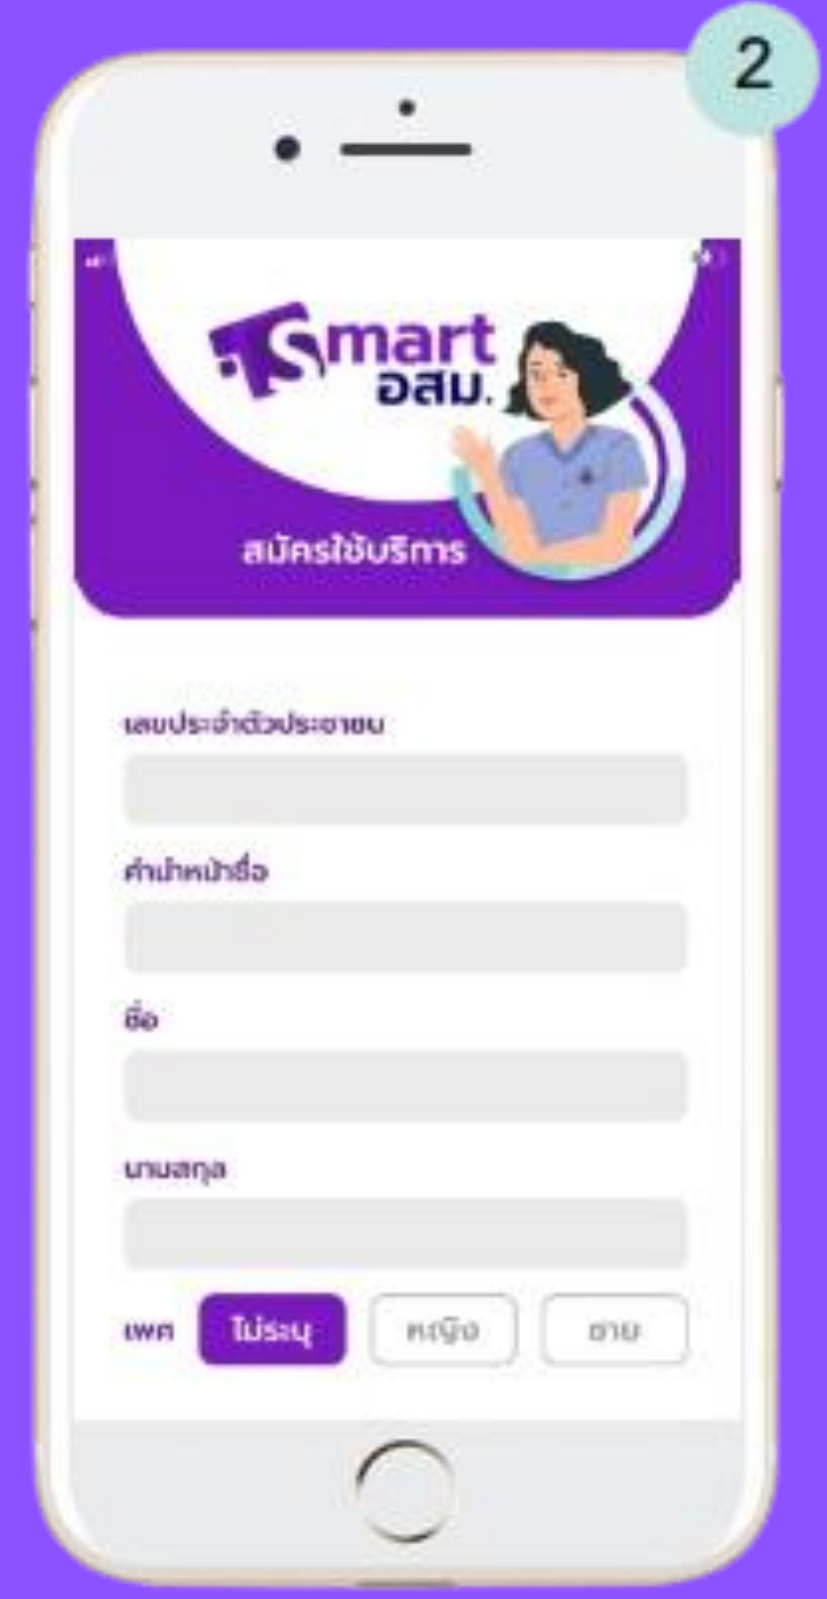 2
Smart
อสม.
สมัครใช้บริการ
เลขประจำตัวประชาชน
คำนำหน้าชื่อ
ชื่อ
นามสกุล
เพศ ไม่ระบุ หญิง ชาย